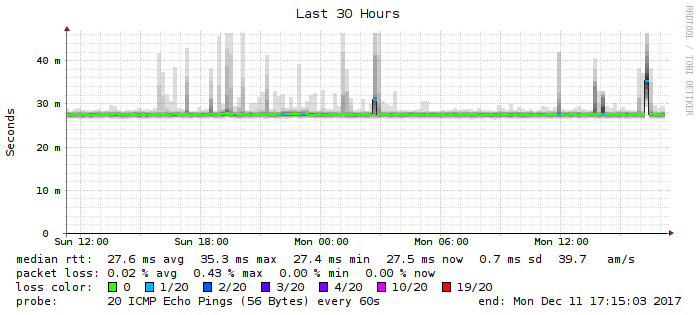 Last 30 Hours
RRDTOOL / TOBI OETIKER
Seconds
40 m
30 m
20 m
10 m
0
Sun 12:00 Sun 18:00 Mon 00:00 Mon 06:00 Mon 12:00
median rtt: 27.6 ms avg 35.3 ms max 27.4 ms min 27.5 ms now 0.7 ms sd 39.7 am/s
packet loss: 0.02 % avg 0.43 % max 0.00 % min 0.00 % now
loss color: 0 1/20 2/20 3/20 4/20 10/20 19/20
probe: 20 ICMP Echo Pings (56 Bytes) every 60s end: Mon Dec 11 17:15:03 2017